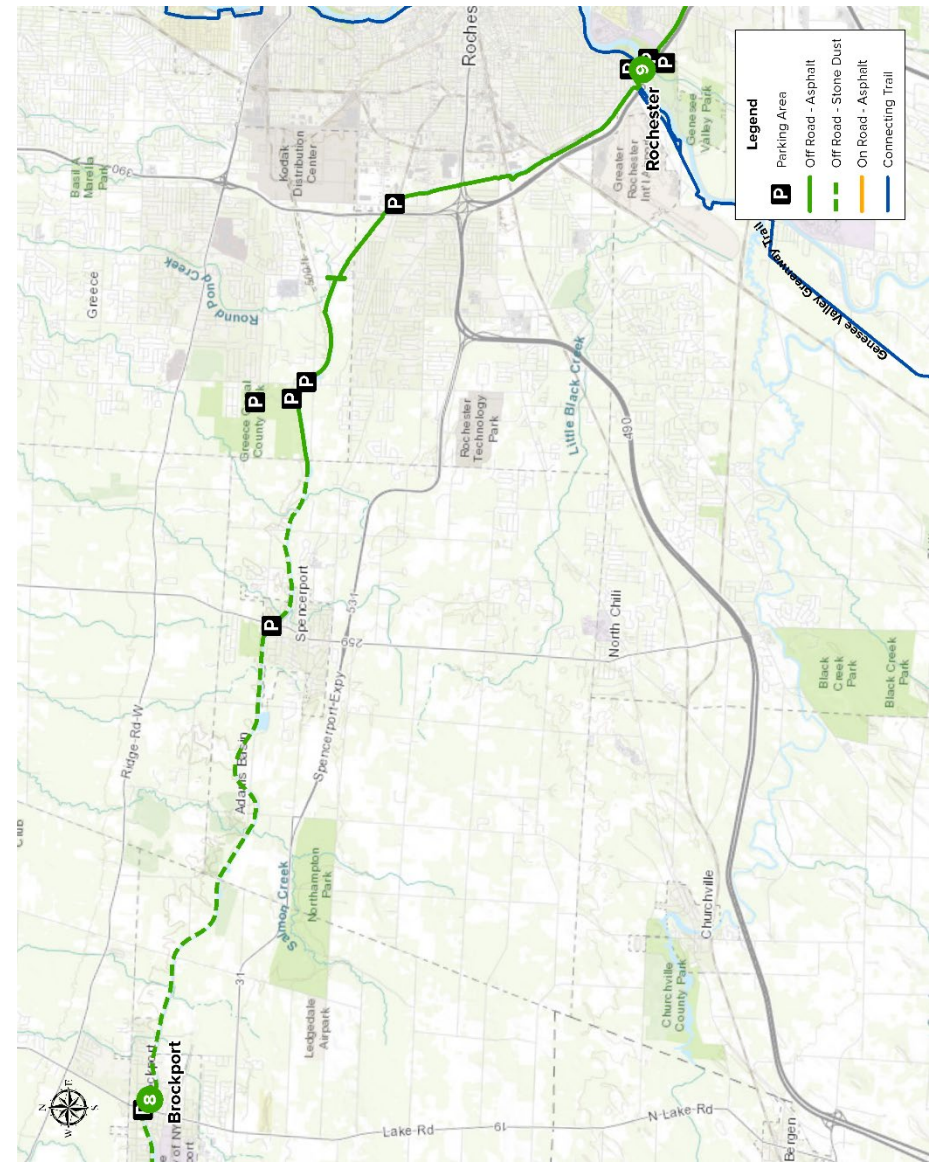 N
E
S
W
8
Brockport
Club
Ridge-Rd-W
Greece
Basil A
Marella
Park
390
Round Pond Creek
Kodak
Distribution
Center
Greece Canal
County Park
P
P
P
P
P
Adams Basin
Spencerport
259
531
Spencerport-Expy
31
Salmon Creek
Northampton
Park
Ledgedale
Airpark
Lake Rd
19
N Lake Rd
Bergen
Churchville
County Park
Churchville
North Chili
Rochester
Technology
Park
Little Black Creek
490
Black
Creek
Park
Black Creek
Park
Greater
Rochester
Int'l
9
P
Rochester
Genesee
Valley Park
Genesee Valley Greenway Trail
Legend
P Parking Area
Off Road - Asphalt
Off Road - Stone Dust
On Road - Asphalt
Connecting Trail